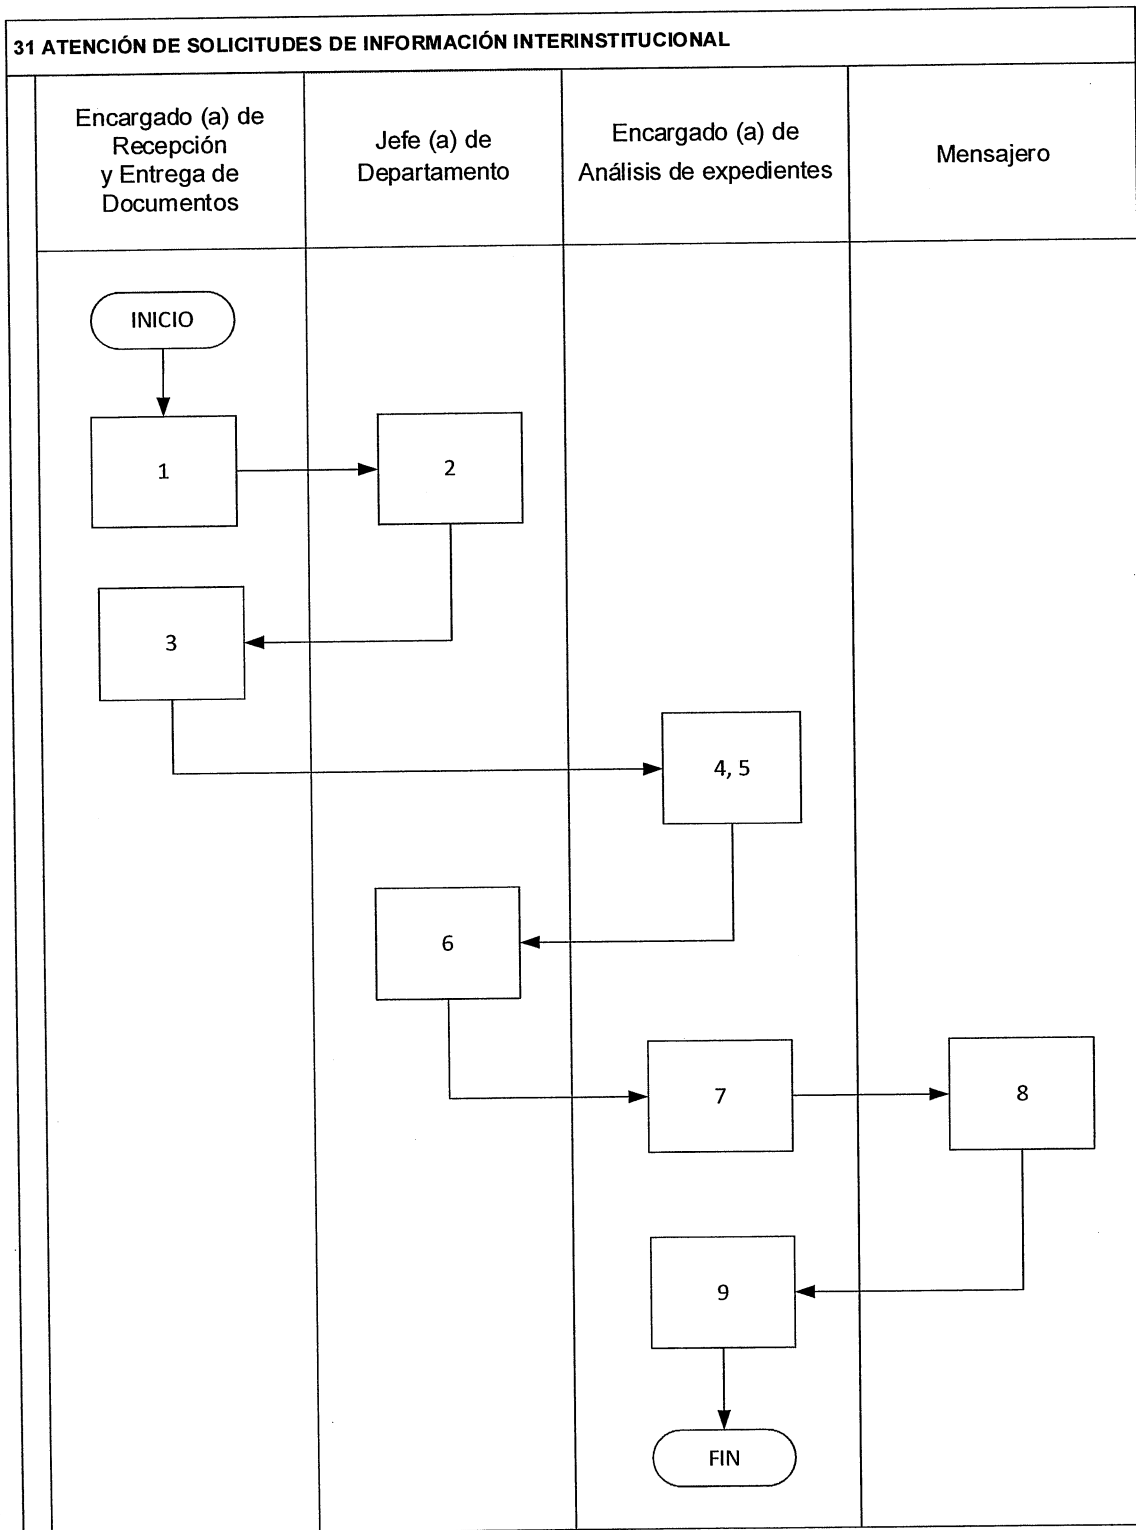 31 ATENCIÓN DE SOLICITUDES DE INFORMACIÓN INTERINSTITUCIONAL
Encargado (a) de
Recepción
y Entrega de
Documentos
Jefe (a) de
Departamento
Encargado (a) de
Análisis de expedientes
Mensajero
INICIO
1
2
3
4, 5
6
7
8
9
FIN